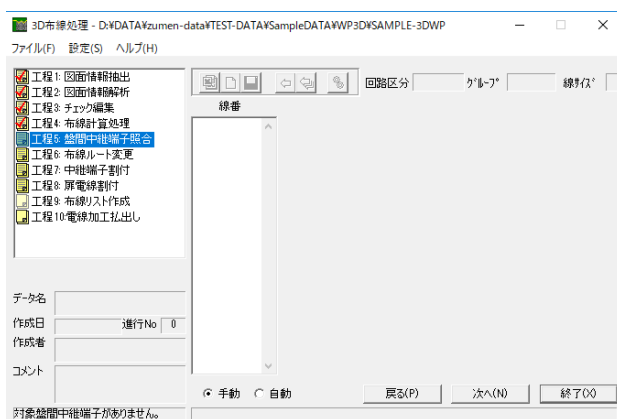 3D布線処理 - D:¥DATA¥zumen-data¥TEST-DATA¥SampleDATA¥WP3D¥SAMPLE-3DWP
ファイル(F) 設定(S) ヘルプ(H)
工程1: 図面情報抽出
工程2: 図面情報解析
工程3: チェック編集
工程4: 布線計算処理
工程5: 盤間中継端子照合
工程6: 布線ルート変更
工程7: 中継端子割付
工程8: 扉電線割付
工程9: 布線リスト作成
工程10:電線加工払出し
回路区分 グループ 線サイズ
線番
データ名
作成日 進行No 0
作成者
コメント
手動 自動
戻る(P) 次へ(N) 終了(X)
対象盤間中継端子がありません。